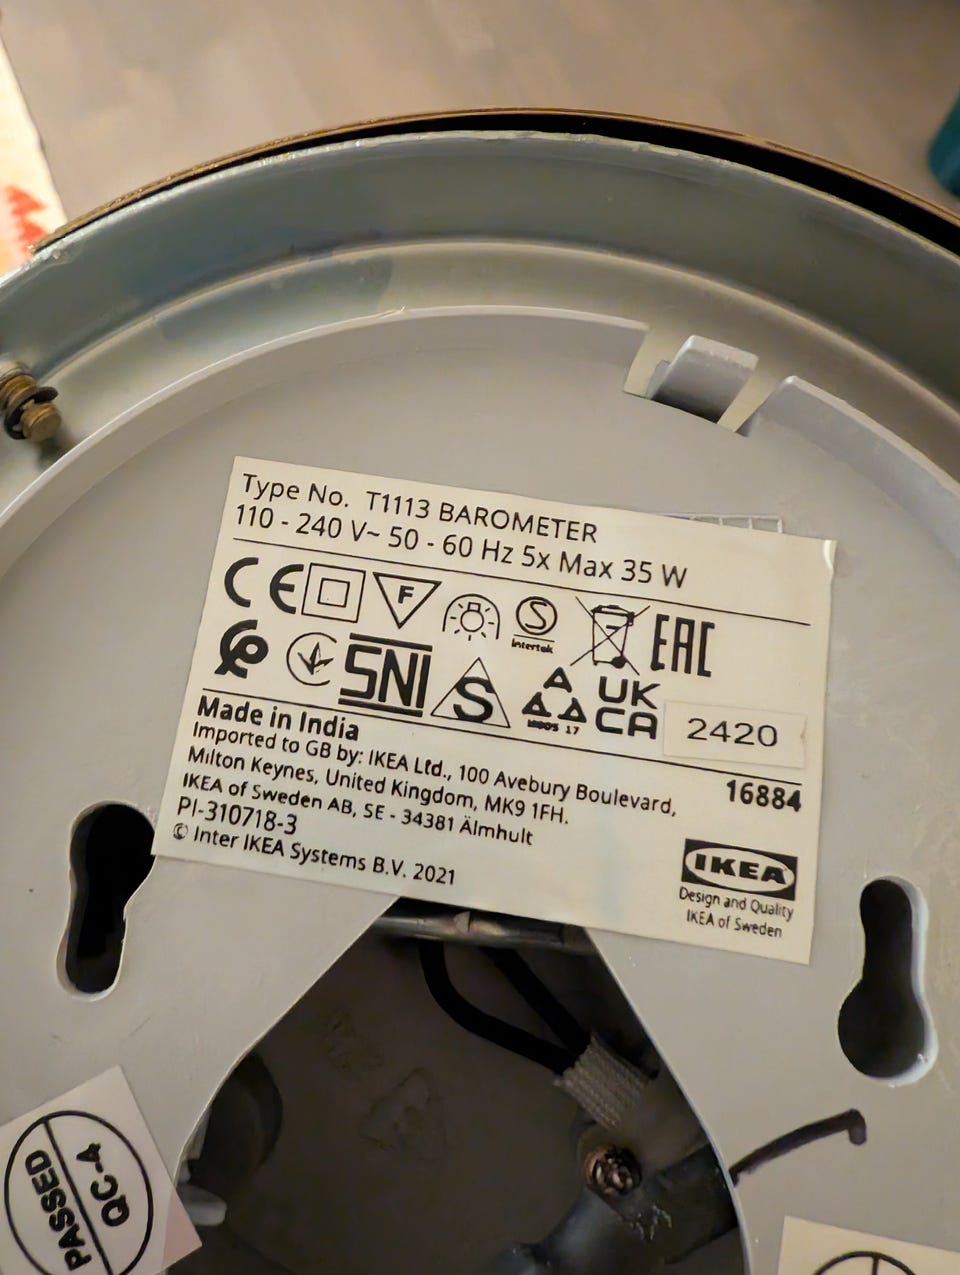 Type No. T1113 BAROMETER
110 - 240 V~ 50 - 60 Hz 5x Max 35 W
CE F S Intertek EAC
SNI S UK CA 2420
Made in India
16884
Imported to GB by: IKEA Ltd., 100 Avebury Boulevard,
Milton Keynes, United Kingdom, MK9 1FH.
IKEA of Sweden AB, SE - 34381 Älmhult
PI-310718-3
© Inter IKEA Systems B.V. 2021
IKEA
Design and Quality
IKEA of Sweden
PASSED
QC-4